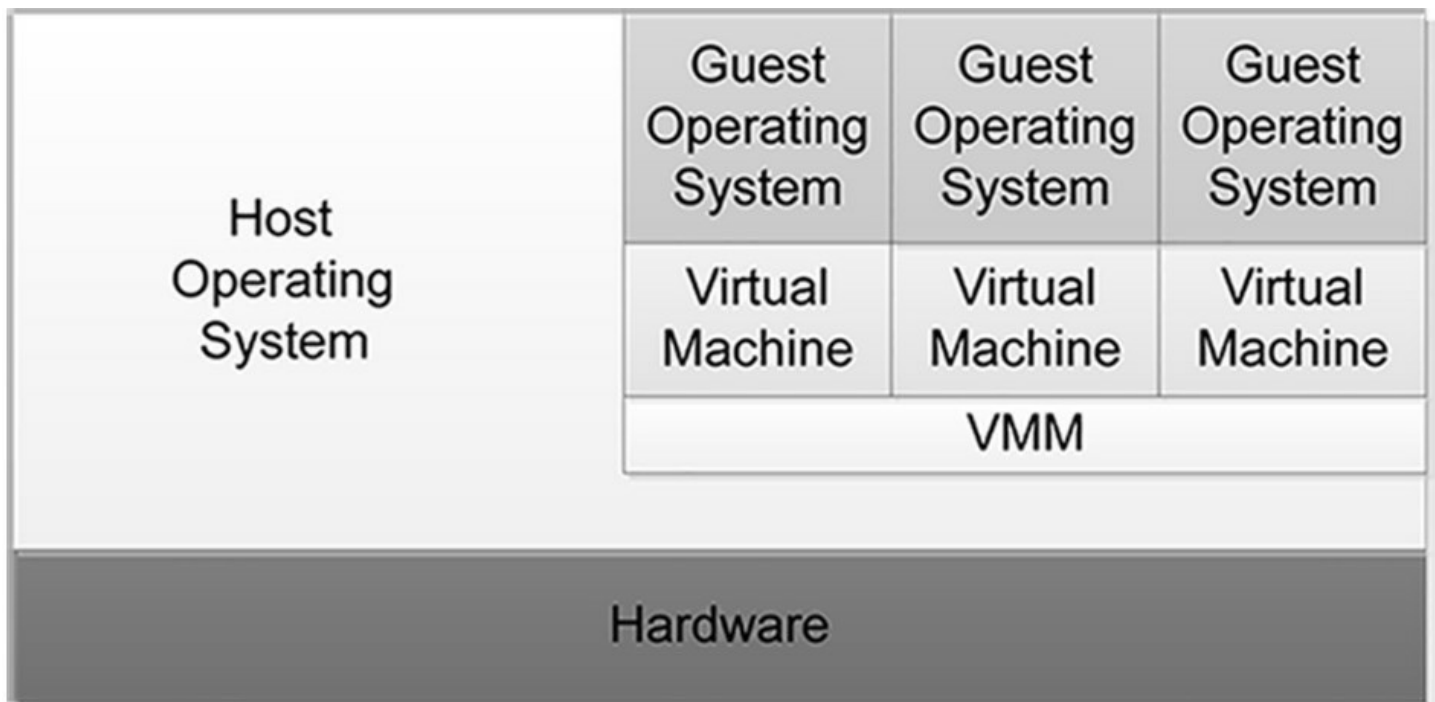 Host
Operating
System
Guest
Operating
System
Guest
Operating
System
Guest
Operating
System
Virtual
Machine
Virtual
Machine
Virtual
Machine
VMM
Hardware